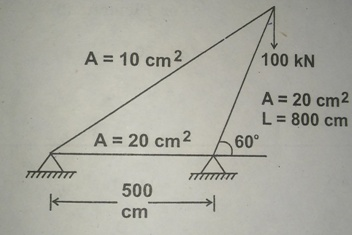 A = 10 cm²
100 kN
A = 20 cm²
L = 800 cm
A = 20 cm²
60°
500
cm